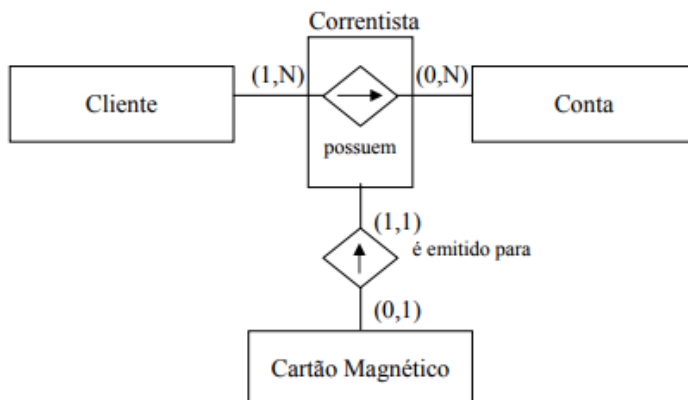 Correntista
(1,N)
(0,N)
Cliente
Conta
possuem
(1,1)
é emitido para
(0,1)
Cartão Magnético